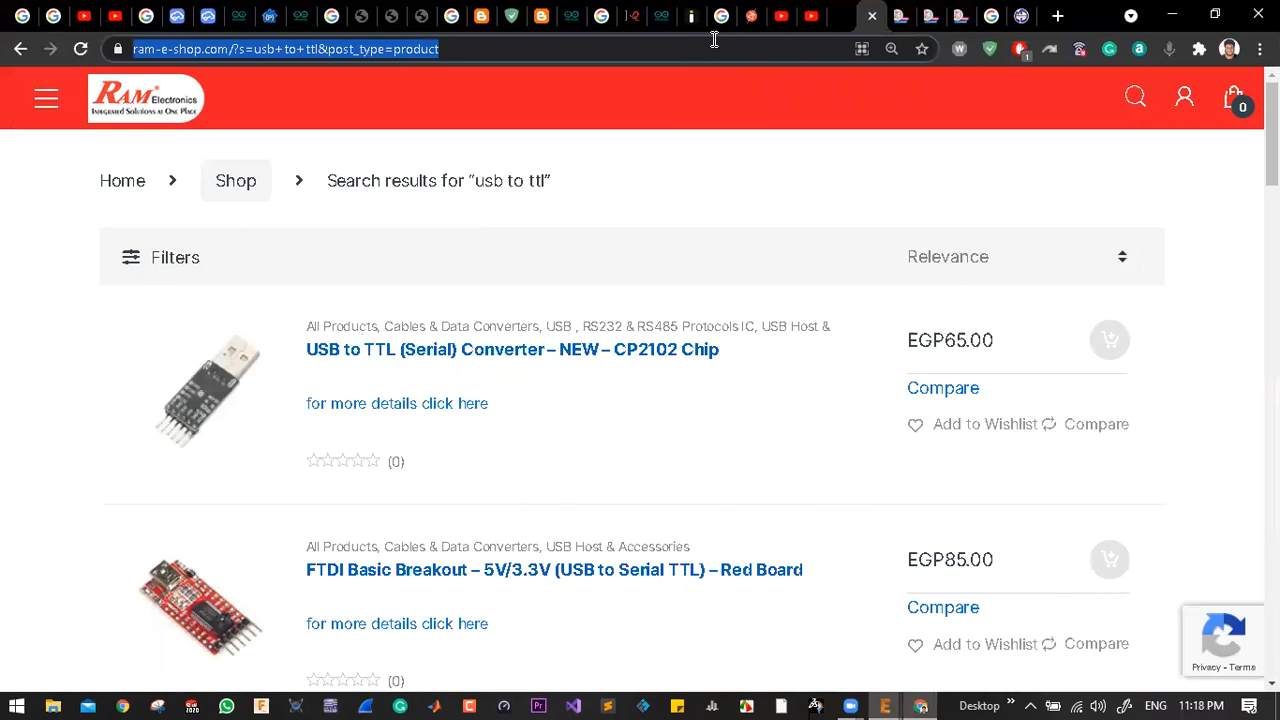 ram-e-shop.com/?s=usb+to+ttl&post_type=product
1
RAM Electronics
INTEGRATED SOLUTIONS AT ONE PLACE
0
Home
Shop
Search results for “usb to ttl”
Filters
Relevance
All Products, Cables & Data Converters, USB , RS232 & RS485 Protocols IC, USB Host &
USB to TTL (Serial) Converter – NEW – CP2102 Chip
EGP65.00
Compare
for more details click here
Add to Wishlist
Compare
(0)
All Products, Cables & Data Converters, USB Host & Accessories
FTDI Basic Breakout – 5V/3.3V (USB to Serial TTL) – Red Board
EGP85.00
Compare
for more details click here
Add to Wishlist
Compare
(0)
Privacy - Terms
Desktop
ENG
11:18 PM